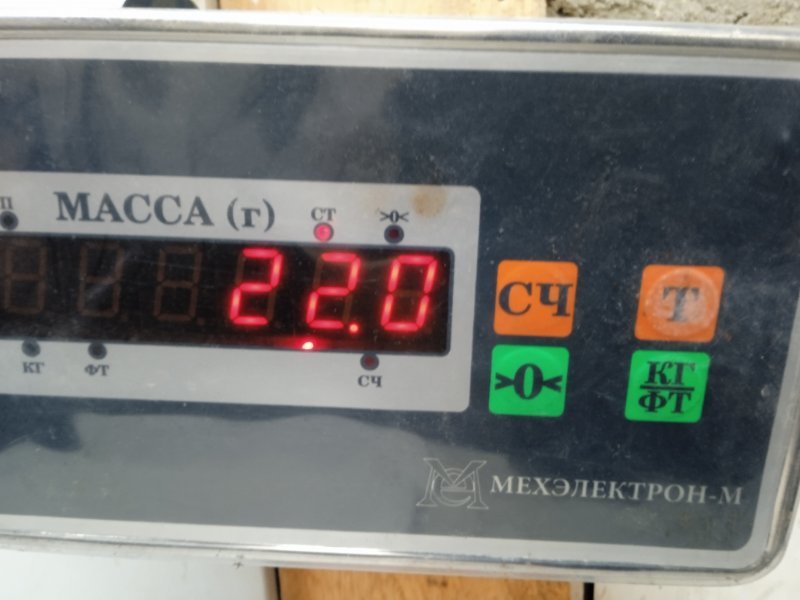 П
МАССА (г)
СТ
>0<
22.0
КГ
ФТ
СЧ
СЧ
Т
>0<
КГ
ФТ
МЕХЭЛЕКТРОН-М